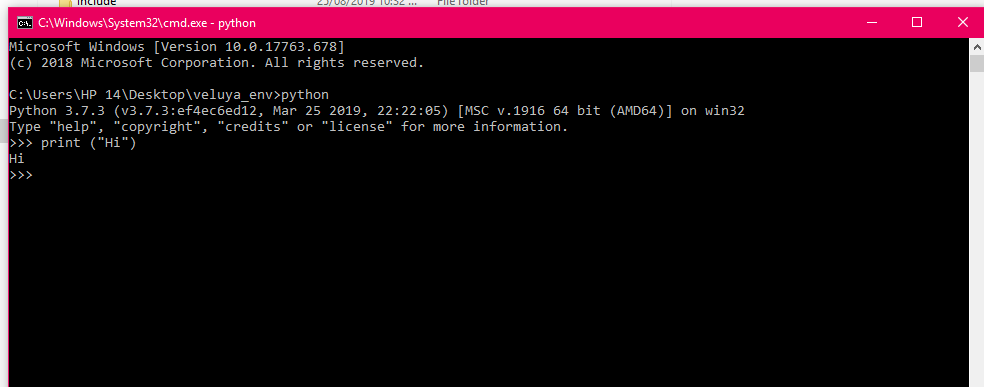 include 25/08/2019 10:32 ... File folder
C:\Windows\System32\cmd.exe - python
Microsoft Windows [Version 10.0.17763.678]
(c) 2018 Microsoft Corporation. All rights reserved.
C:\Users\HP 14\Desktop\veluya_env>python
Python 3.7.3 (v3.7.3:ef4ec6ed12, Mar 25 2019, 22:22:05) [MSC v.1916 64 bit (AMD64)] on win32
Type "help", "copyright", "credits" or "license" for more information.
>>> print ("Hi")
Hi
>>>